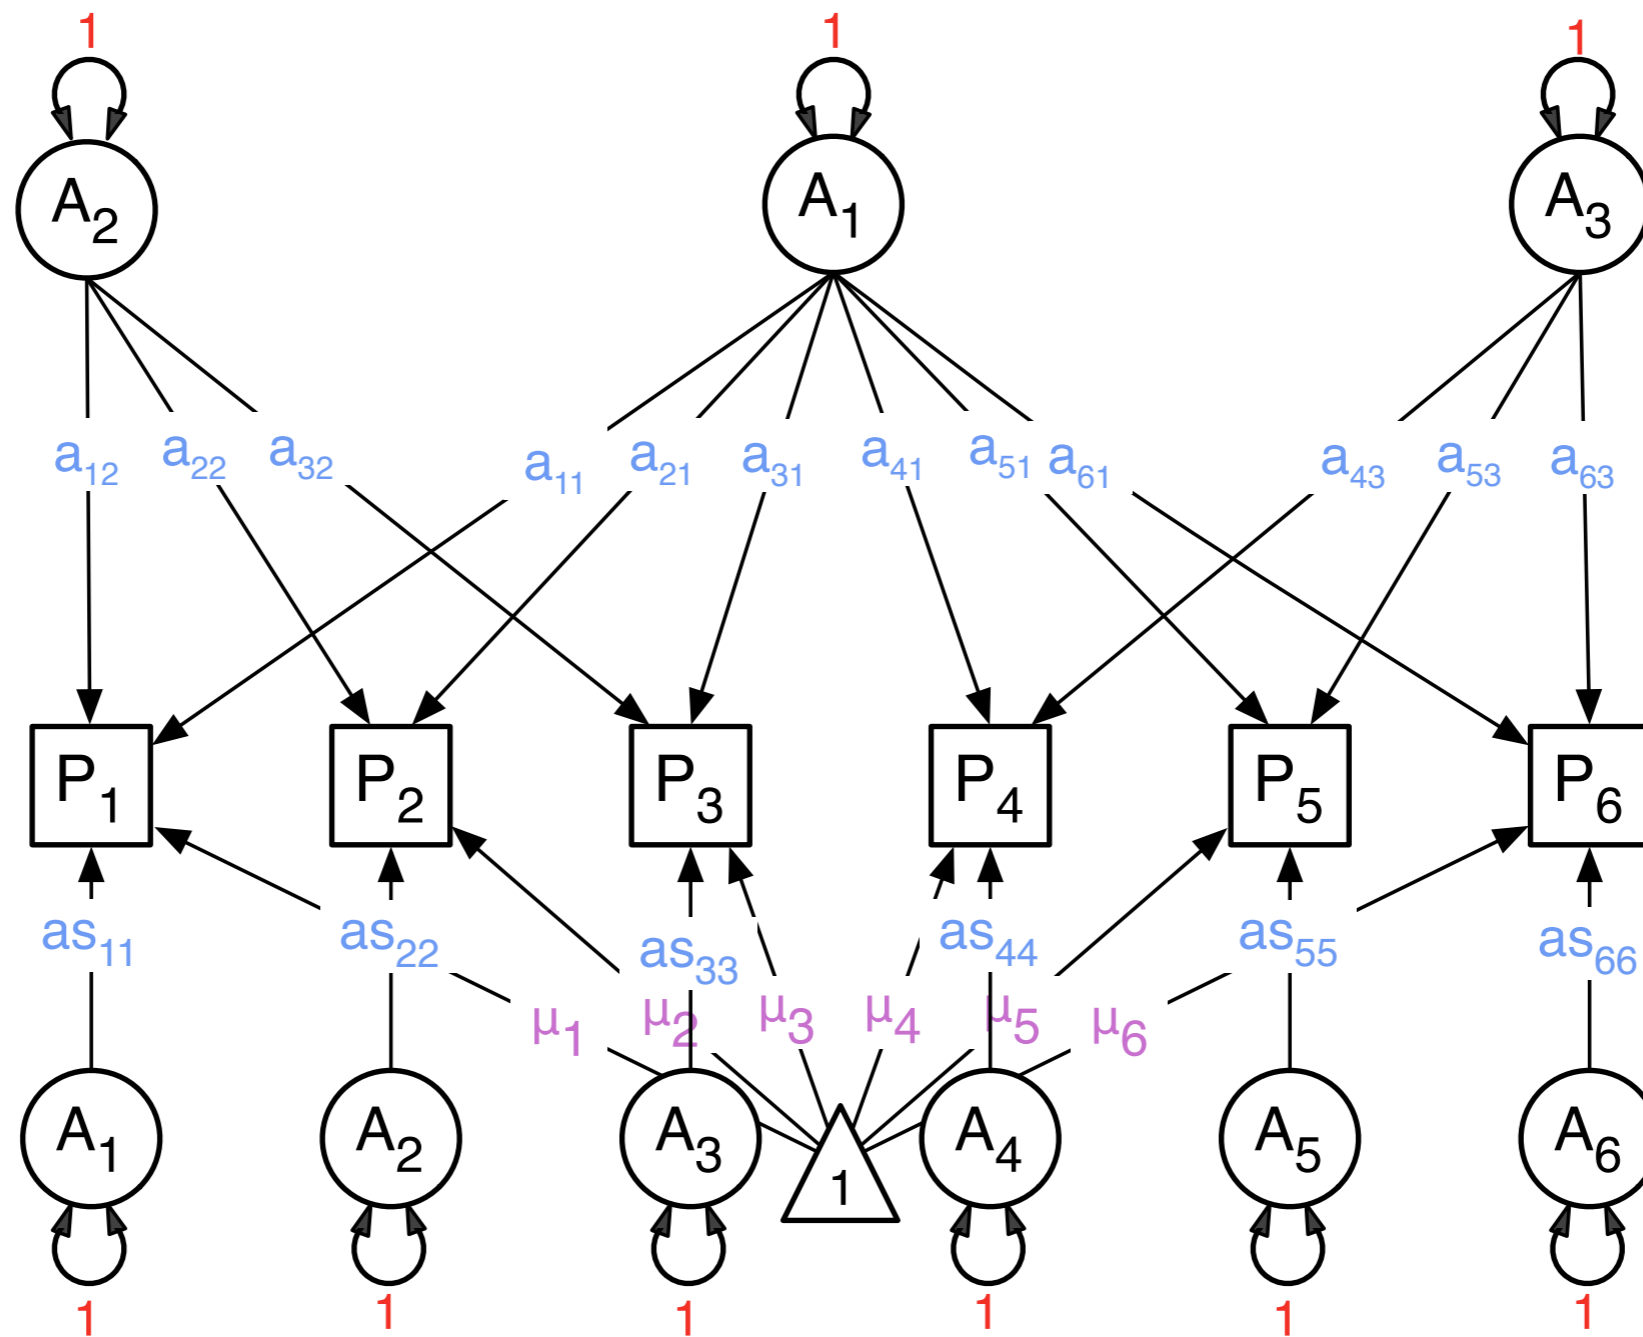 1 1 1
A2 A1 A3
a12 a22 a32 a11 a21 a31 a41 a51 a61 a43 a53 a63
P1 P2 P3 P4 P5 P6
as11 as22 as33 as44 as55 as66
μ1 μ2 μ3 μ4 μ5 μ6
A1 A2 A3 1 A4 A5 A6
1 1 1 1 1 1